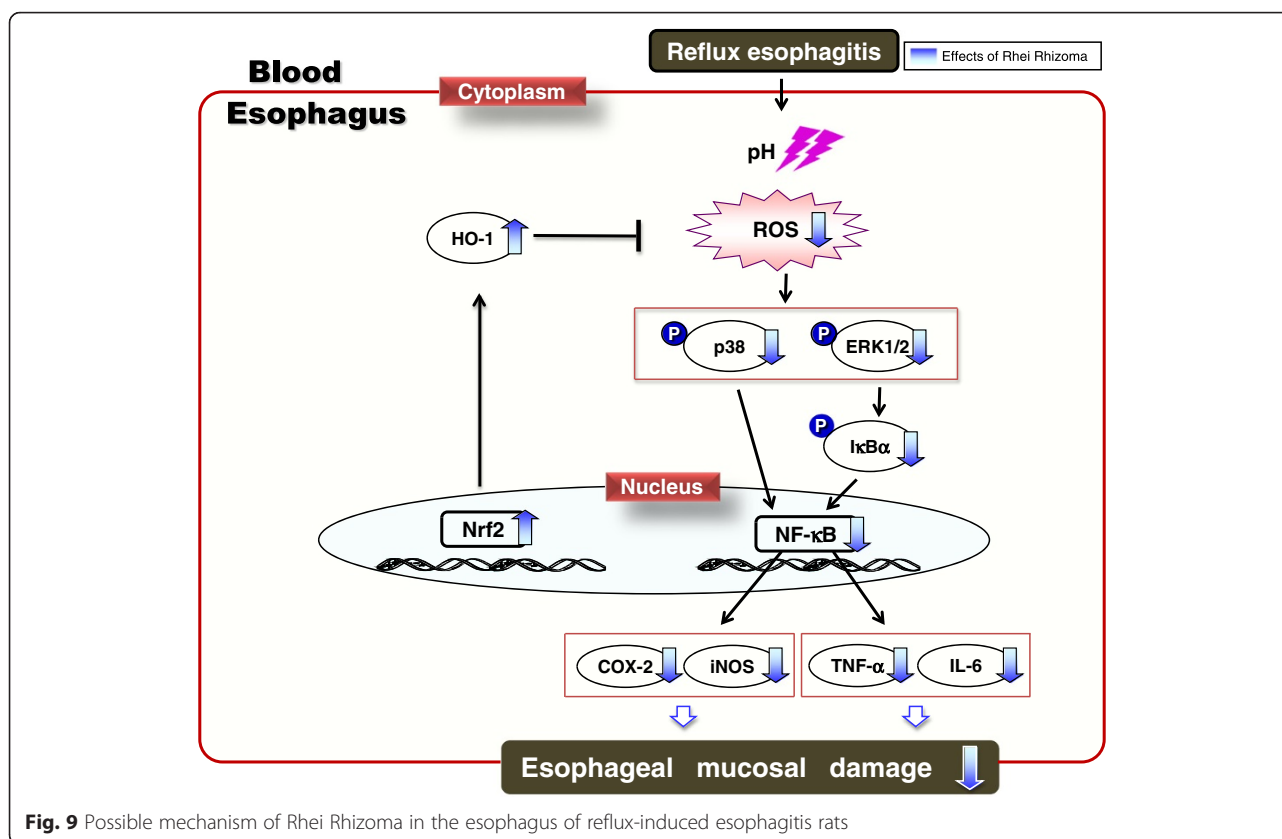 Reflux esophagitis
Effects of Rhei Rhizoma
Blood
Esophagus
Cytoplasm
pH
HO-1
ROS
P
p38
P
ERK1/2
P
IκBα
Nucleus
Nrf2
NF-κB
COX-2
iNOS
TNF-α
IL-6
Esophageal mucosal damage
Fig. 9 Possible mechanism of Rhei Rhizoma in the esophagus of reflux-induced esophagitis rats